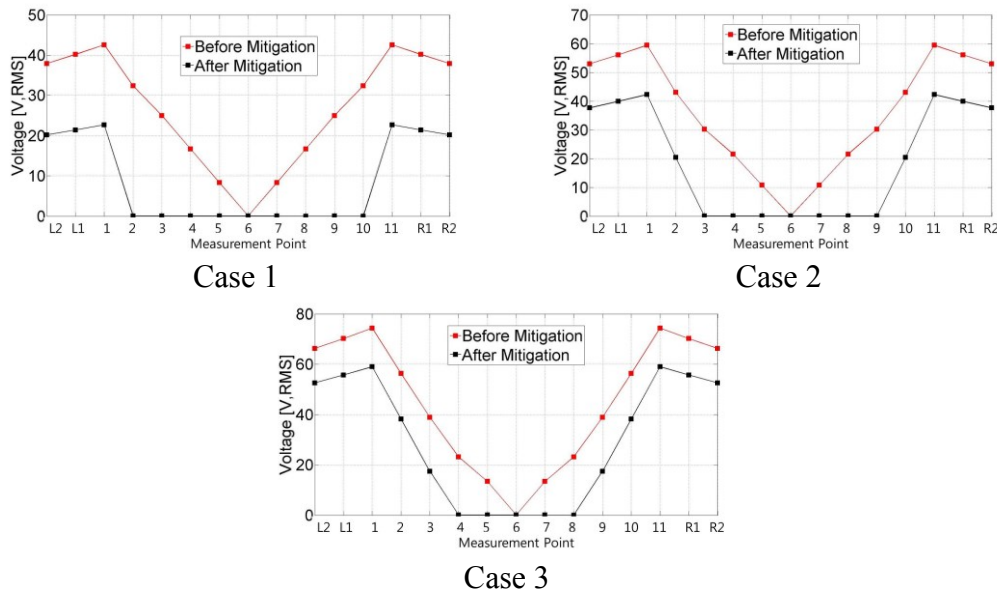 50
40
30
20
10
0
Voltage [V,RMS]
Before Mitigation
After Mitigation
L2 L1 1 2 3 4 5 6 7 8 9 10 11 R1 R2
Measurement Point
Case 1
70
60
50
40
30
20
10
0
Voltage [V,RMS]
Before Mitigation
After Mitigation
L2 L1 1 2 3 4 5 6 7 8 9 10 11 R1 R2
Measurement Point
Case 2
80
60
40
20
0
Voltage [V,RMS]
Before Mitigation
After Mitigation
L2 L1 1 2 3 4 5 6 7 8 9 10 11 R1 R2
Measurement Point
Case 3